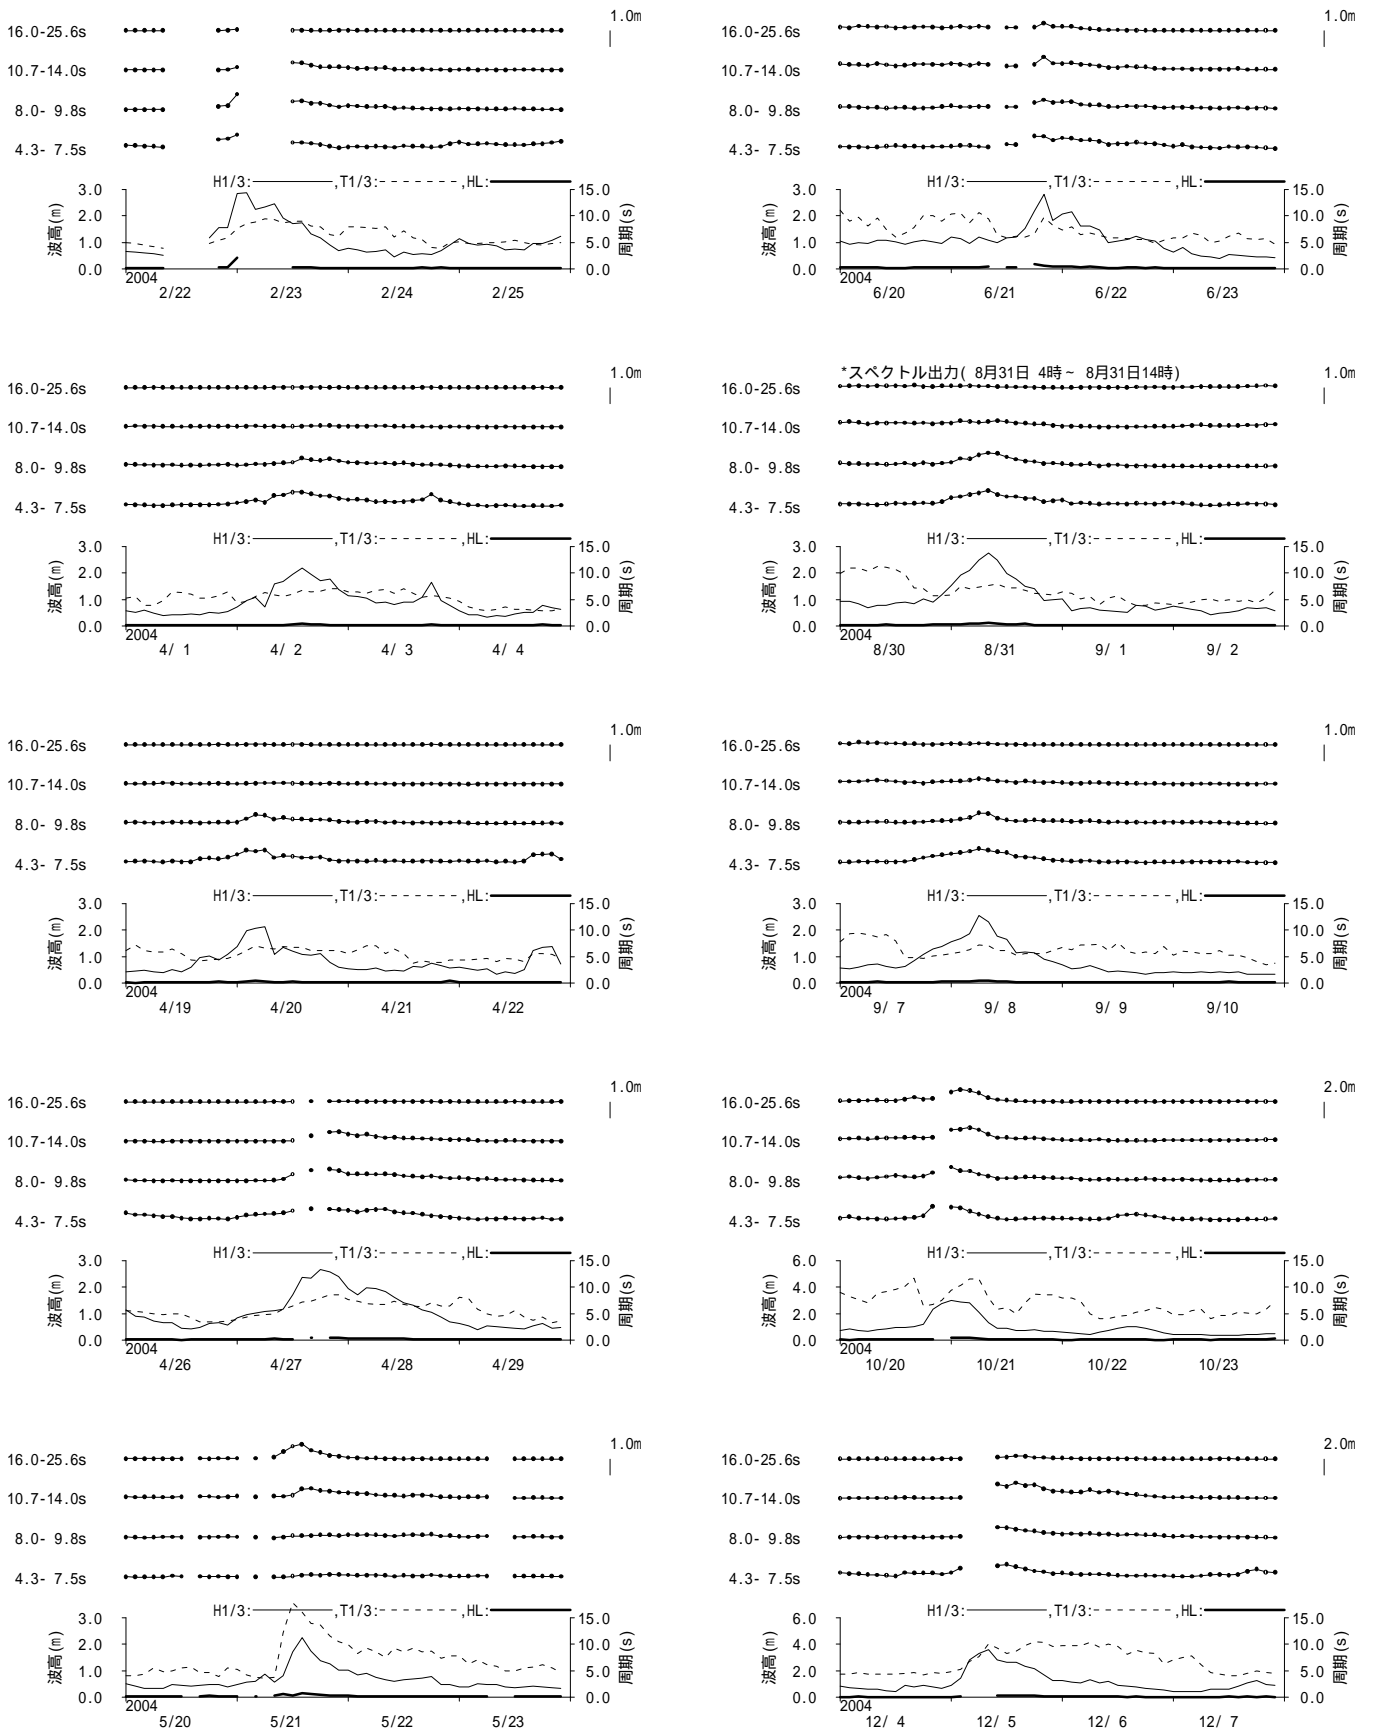 1.0m
16.0-25.6s
10.7-14.0s
8.0- 9.8s
4.3- 7.5s
H1/3: ,T1/3: ,HL:
3.0 15.0
2.0 10.0
1.0 5.0
0.0 0.0
波高(m) 周期(s)
2004
2/22 2/23 2/24 2/25
1.0m
16.0-25.6s
10.7-14.0s
8.0- 9.8s
4.3- 7.5s
H1/3: ,T1/3: ,HL:
3.0 15.0
2.0 10.0
1.0 5.0
0.0 0.0
波高(m) 周期(s)
2004
6/20 6/21 6/22 6/23
1.0m
16.0-25.6s
10.7-14.0s
8.0- 9.8s
4.3- 7.5s
H1/3: ,T1/3: ,HL:
3.0 15.0
2.0 10.0
1.0 5.0
0.0 0.0
波高(m) 周期(s)
2004
4/ 1 4/ 2 4/ 3 4/ 4
*スペクトル出力( 8月31日 4時~ 8月31日14時)
1.0m
16.0-25.6s
10.7-14.0s
8.0- 9.8s
4.3- 7.5s
H1/3: ,T1/3: ,HL:
3.0 15.0
2.0 10.0
1.0 5.0
0.0 0.0
波高(m) 周期(s)
2004
8/30 8/31 9/ 1 9/ 2
1.0m
16.0-25.6s
10.7-14.0s
8.0- 9.8s
4.3- 7.5s
H1/3: ,T1/3: ,HL:
3.0 15.0
2.0 10.0
1.0 5.0
0.0 0.0
波高(m) 周期(s)
2004
4/19 4/20 4/21 4/22
1.0m
16.0-25.6s
10.7-14.0s
8.0- 9.8s
4.3- 7.5s
H1/3: ,T1/3: ,HL:
3.0 15.0
2.0 10.0
1.0 5.0
0.0 0.0
波高(m) 周期(s)
2004
9/ 7 9/ 8 9/ 9 9/10
1.0m
16.0-25.6s
10.7-14.0s
8.0- 9.8s
4.3- 7.5s
H1/3: ,T1/3: ,HL:
3.0 15.0
2.0 10.0
1.0 5.0
0.0 0.0
波高(m) 周期(s)
2004
4/26 4/27 4/28 4/29
2.0m
16.0-25.6s
10.7-14.0s
8.0- 9.8s
4.3- 7.5s
H1/3: ,T1/3: ,HL:
6.0 15.0
4.0 10.0
2.0 5.0
0.0 0.0
波高(m) 周期(s)
2004
10/20 10/21 10/22 10/23
1.0m
16.0-25.6s
10.7-14.0s
8.0- 9.8s
4.3- 7.5s
H1/3: ,T1/3: ,HL:
3.0 15.0
2.0 10.0
1.0 5.0
0.0 0.0
波高(m) 周期(s)
2004
5/20 5/21 5/22 5/23
2.0m
16.0-25.6s
10.7-14.0s
8.0- 9.8s
4.3- 7.5s
H1/3: ,T1/3: ,HL:
6.0 15.0
4.0 10.0
2.0 5.0
0.0 0.0
波高(m) 周期(s)
2004
12/ 4 12/ 5 12/ 6 12/ 7